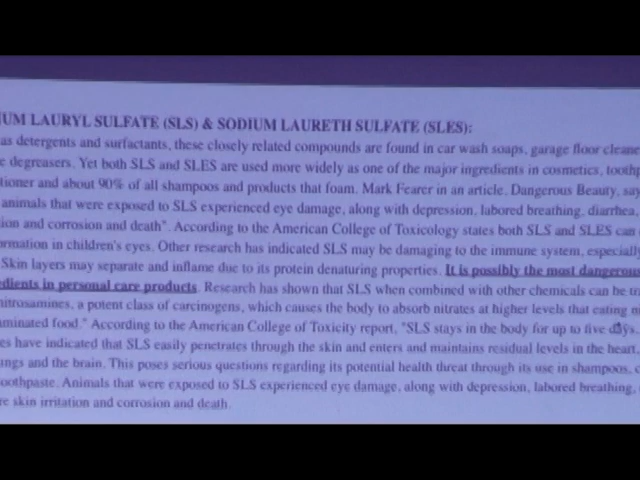 IUM LAURYL SULFATE (SLS) & SODIUM LAURETH SULFATE (SLES):
as detergents and surfactants, these closely related compounds are found in car wash soaps, garage floor cleane
e degreasers. Yet both SLS and SLES are used more widely as one of the major ingredients in cosmetics, toothp
tioner and about 90% of all shampoos and products that foam. Mark Fearer in an article, Dangerous Beauty, say
animals that were exposed to SLS experienced eye damage, along with depression, labored breathing, diarrhea,
ion and corrosion and death". According to the American College of Toxicology states both SLS and SLES can
ormation in children's eyes. Other research has indicated SLS may be damaging to the immune system, especially
Skin layers may separate and inflame due to its protein denaturing properties. It is possibly the most dangerous
edients in personal care products. Research has shown that SLS when combined with other chemicals can be tr
nitrosamines, a potent class of carcinogens, which causes the body to absorb nitrates at higher levels that eating ni
aminated food." According to the American College of Toxicity report, "SLS stays in the body for up to five days.
es have indicated that SLS easily penetrates through the skin and enters and maintains residual levels in the heart,
ungs and the brain. This poses serious questions regarding its potential health threat through its use in shampoos, c
oothpaste. Animals that were exposed to SLS experienced eye damage, along with depression, labored breathing,
re skin irritation and corrosion and death.